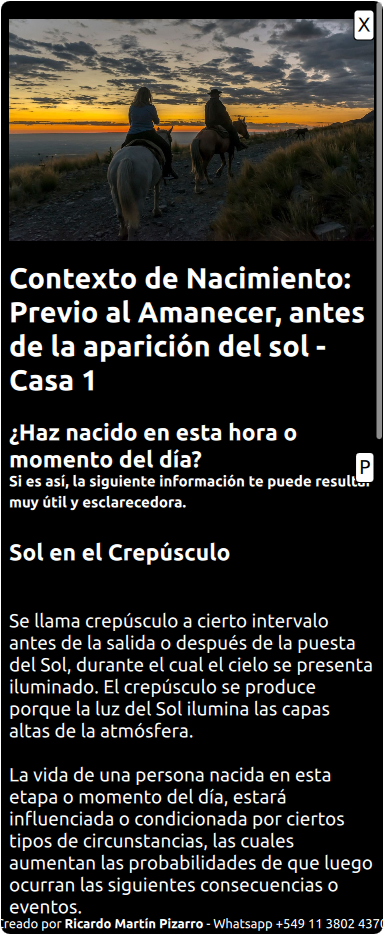 X
Contexto de Nacimiento:
Previo al Amanecer, antes
de la aparición del sol -
Casa 1
¿Haz nacido en esta hora o
momento del día?
Si es así, la siguiente información te puede resultar
P
muy útil y esclarecedora.
Sol en el Crepúsculo
Se llama crepúsculo a cierto intervalo
antes de la salida o después de la puesta
del Sol, durante el cual el cielo se presenta
iluminado. El crepúsculo se produce
porque la luz del Sol ilumina las capas
altas de la atmósfera.
La vida de una persona nacida en esta
etapa o momento del día, estará
influenciada o condicionada por ciertos
tipos de circunstancias, las cuales
aumentan las probabilidades de que luego
ocurran las siguientes consecuencias o
eventos.
Creado por Ricardo Martín Pizarro - Whatsapp +549 11 3802 4370